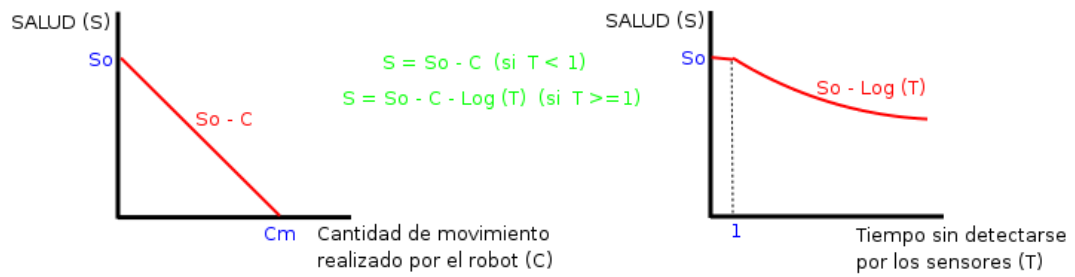 SALUD (S)
So
So - C
Cm
Cantidad de movimiento
realizado por el robot (C)
S = So - C (si T < 1)
S = So - C - Log (T) (si T >=1)
SALUD (S)
So
So - Log (T)
1
Tiempo sin detectarse
por los sensores (T)